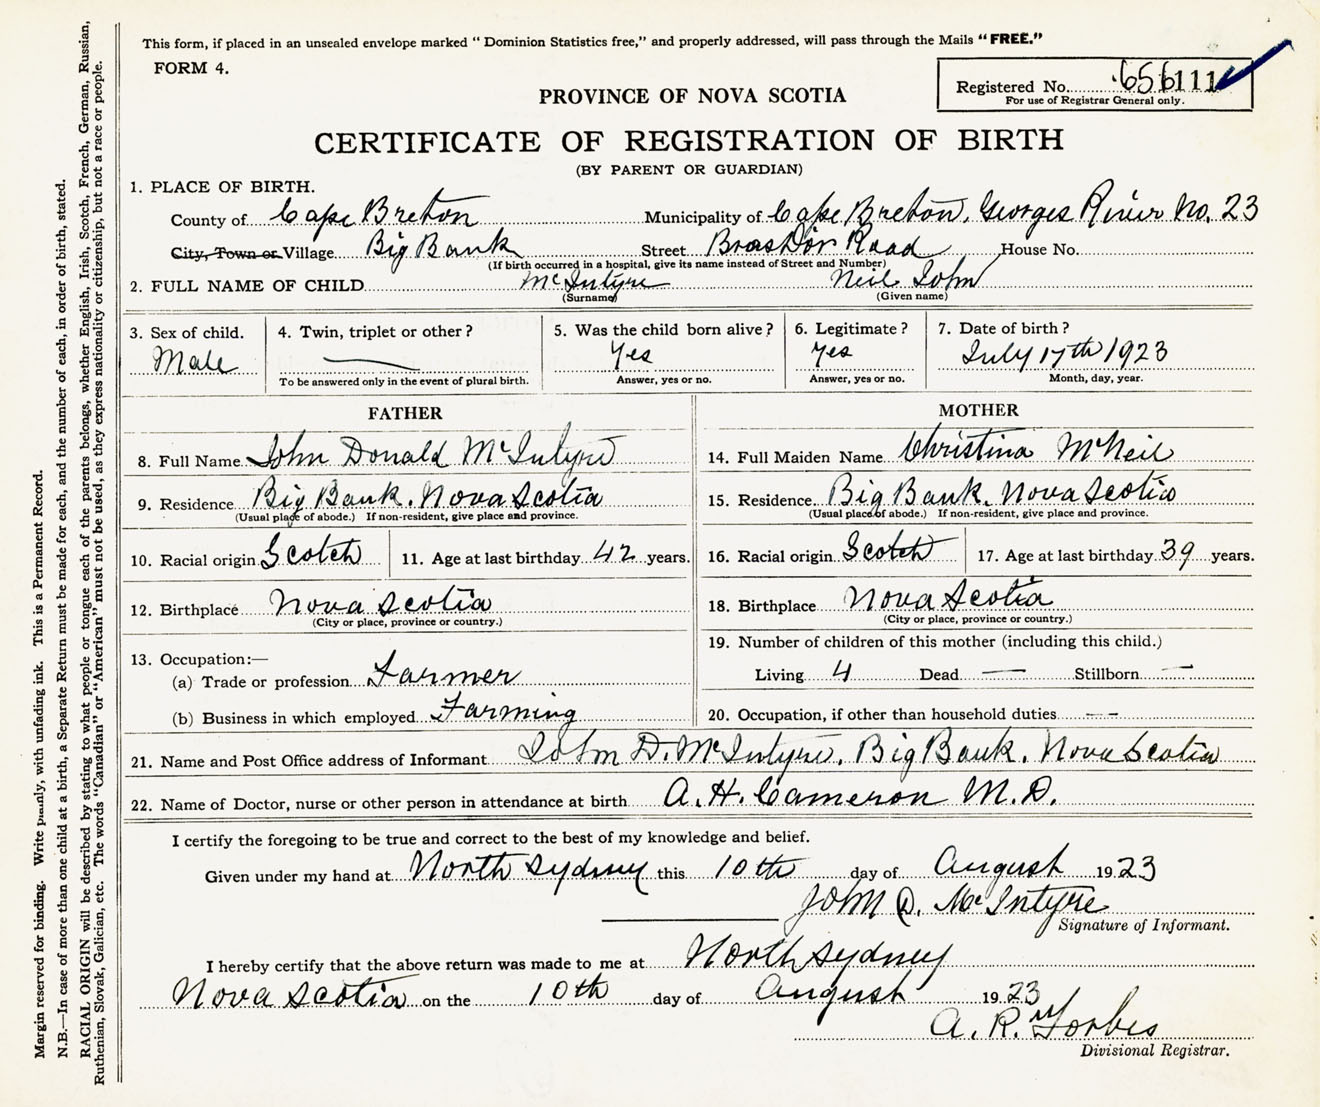 This form, if placed in an unsealed envelope marked "Dominion Statistics free," and properly addressed, will pass through the Mails "FREE."
FORM 4.
Registered No. 656111
For use of Registrar General only.
PROVINCE OF NOVA SCOTIA
CERTIFICATE OF REGISTRATION OF BIRTH
(BY PARENT OR GUARDIAN)
1. PLACE OF BIRTH.
County of Cape Breton Municipality of Cape Breton, Georges River No. 23
City, Town or Village Big Bank Street Brasdor Road House No.
(If birth occurred in a hospital, give its name instead of Street and Number)
2. FULL NAME OF CHILD McIntyre Neil John
(Surname) (Given name)
3. Sex of child. 4. Twin, triplet or other? 5. Was the child born alive? 6. Legitimate? 7. Date of birth?
Male — Yes Yes July 17th 1923
To be answered only in the event of plural birth. Answer, yes or no. Answer, yes or no. Month, day, year.
FATHER MOTHER
8. Full Name John Donald McIntyre 14. Full Maiden Name Christina McNeil
9. Residence Big Bank, Nova Scotia 15. Residence Big Bank, Nova Scotia
(Usual place of abode.) If non-resident, give place and province. (Usual place of abode.) If non-resident, give place and province.
10. Racial origin Scotch 11. Age at last birthday 42 years. 16. Racial origin Scotch 17. Age at last birthday 39 years.
12. Birthplace Nova Scotia 18. Birthplace Nova Scotia
(City or place, province or country.) (City or place, province or country.)
19. Number of children of this mother (including this child.)
13. Occupation:—
(a) Trade or profession Farmer Living 4 Dead — Stillborn —
(b) Business in which employed Farming 20. Occupation, if other than household duties — —
21. Name and Post Office address of Informant John D. McIntyre, Big Bank, Nova Scotia
22. Name of Doctor, nurse or other person in attendance at birth A. H. Cameron M.D.
I certify the foregoing to be true and correct to the best of my knowledge and belief.
Given under my hand at North Sydney this 10th day of August 1923
John D. McIntyre
Signature of Informant.
I hereby certify that the above return was made to me at North Sydney
Nova Scotia on the 10th day of August 1923
A. R. Forbes
Divisional Registrar.
Margin reserved for binding. Write plainly, with unfading ink. This is a Permanent Record.
N.B.—In case of more than one child at a birth, a Separate Return must be made for each, and the number of each, in order of birth, stated.
RACIAL ORIGIN will be described by stating to what people or tongue each of the parents belongs, whether English, Irish, Scotch, French, German, Russian,
Ruthenian, Slovak, Galician, etc. The words "Canadian" or "American" must not be used, as they express nationality or citizenship, but not a race or people.